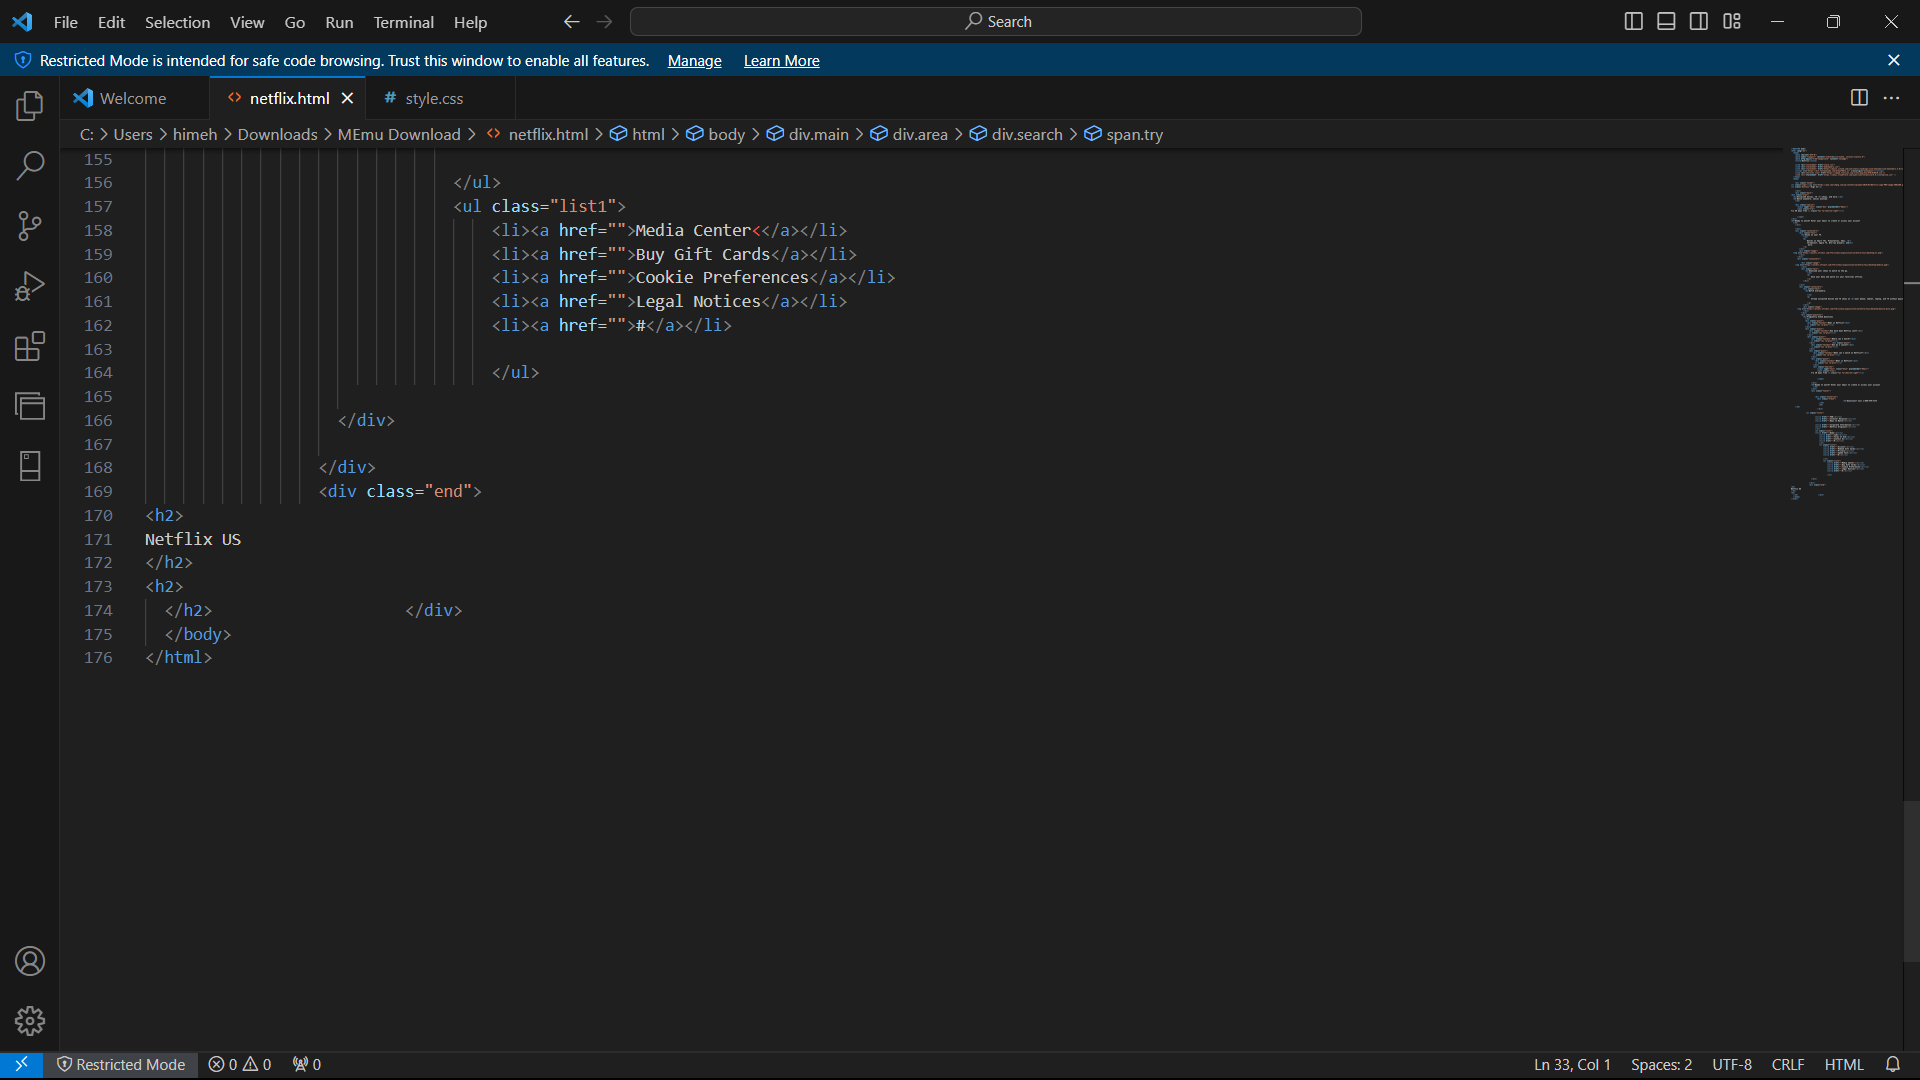 File Edit Selection View Go Run Terminal Help Search
Restricted Mode is intended for safe code browsing. Trust this window to enable all features. Manage Learn More
Welcome netflix.html # style.css
C: > Users > himeh > Downloads > MEmu Download > netflix.html > html > body > div.main > div.area > div.search > span.try
155
156 </ul>
157 <ul class="list1">
158 <li><a href="">Media Center<</a></li>
159 <li><a href="">Buy Gift Cards</a></li>
160 <li><a href="">Cookie Preferences</a></li>
161 <li><a href="">Legal Notices</a></li>
162 <li><a href="">#</a></li>
163
164 </ul>
165
166 </div>
167
168 </div>
169 <div class="end">
170 <h2>
171 Netflix US
172 </h2>
173 <h2>
174 </h2> </div>
175 </body>
176 </html>
Restricted Mode 0 0 0 Ln 33, Col 1 Spaces: 2 UTF-8 CRLF HTML